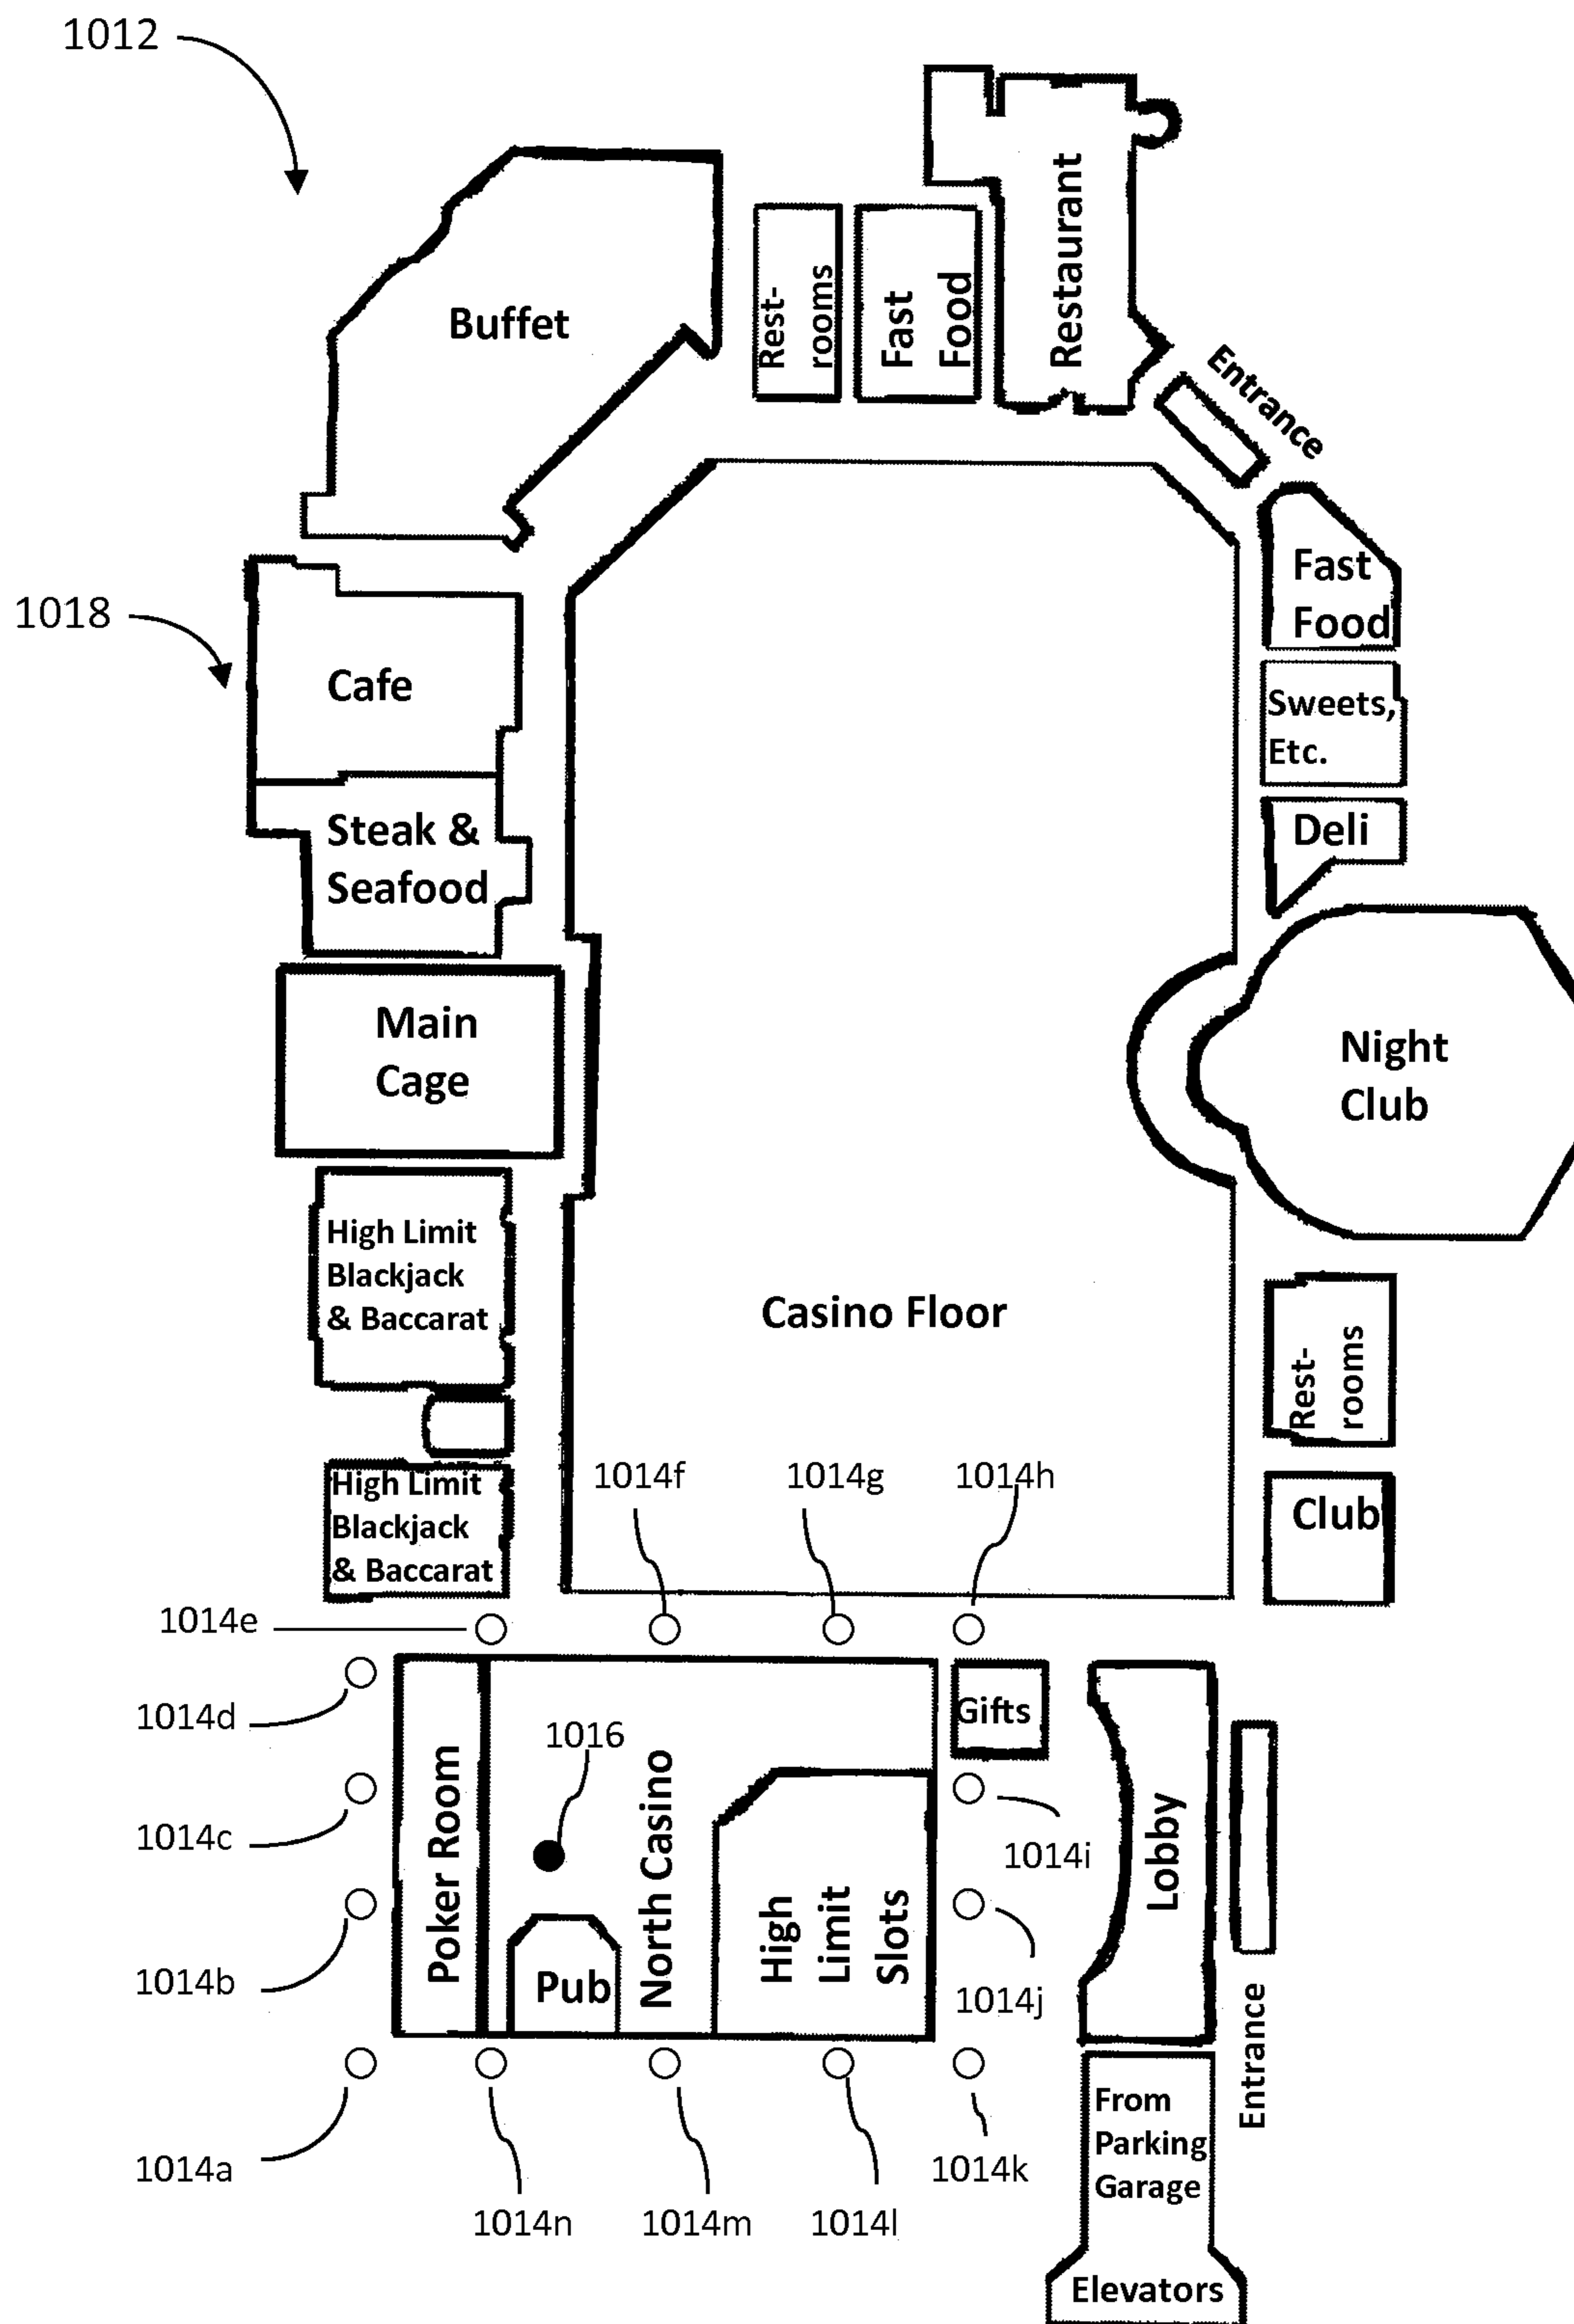 1012
Restaurant
Buffet
Rest-
rooms
Fast
Food
Entrance
Fast
Food
1018
Cafe
Sweets,
Etc.
Steak &
Seafood
Deli
Main
Cage
Night
Club
High Limit
Blackjack
& Baccarat
Casino Floor
Rest-
rooms
High Limit
Blackjack
& Baccarat
1014f
1014g
1014h
Club
1014e
1014d
Gifts
1016
Poker Room
North Casino
High
Limit
Slots
Lobby
1014c
1014i
1014b
Pub
1014j
Entrance
From
Parking
Garage
1014a
1014k
1014n
1014m
1014l
Elevators